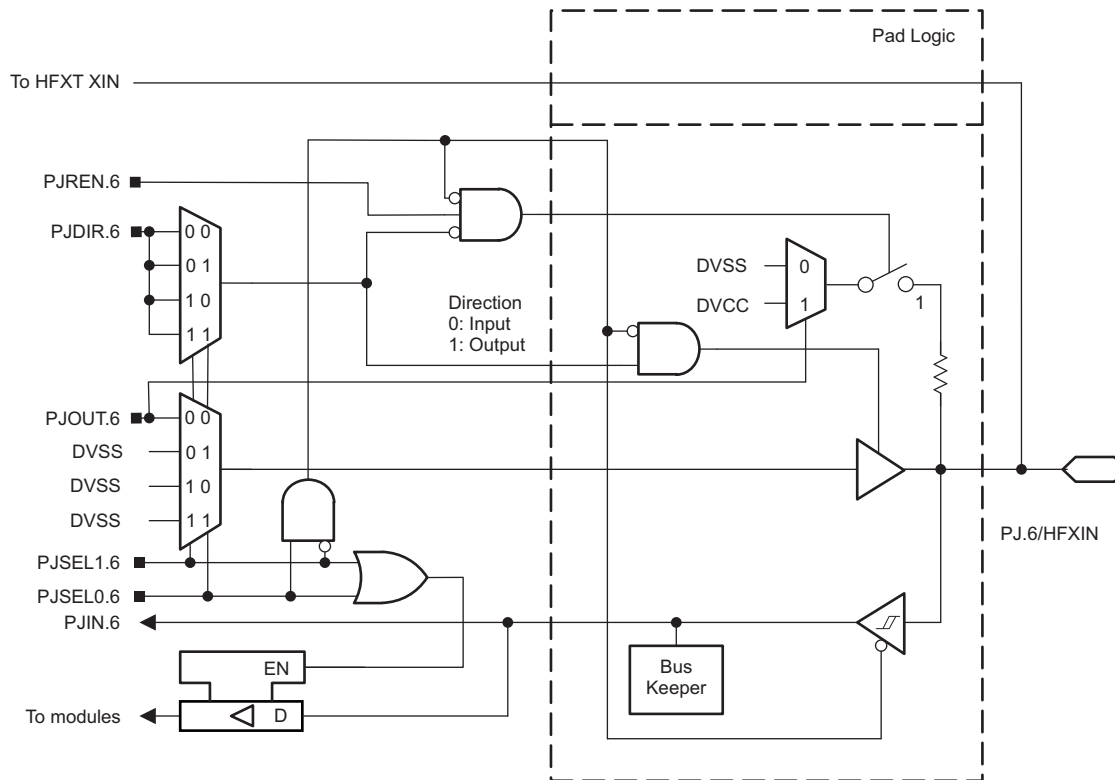 Pad Logic
To HFXT XIN
PJREN.6
PJDIR.6
0 0
0 1
1 0
1 1
Direction
0: Input
1: Output
DVSS
0
DVCC
1
1
PJOUT.6
0 0
DVSS
0 1
DVSS
1 0
DVSS
1 1
PJ.6/HFXIN
PJSEL1.6
PJSEL0.6
PJIN.6
EN
Bus
Keeper
To modules
D